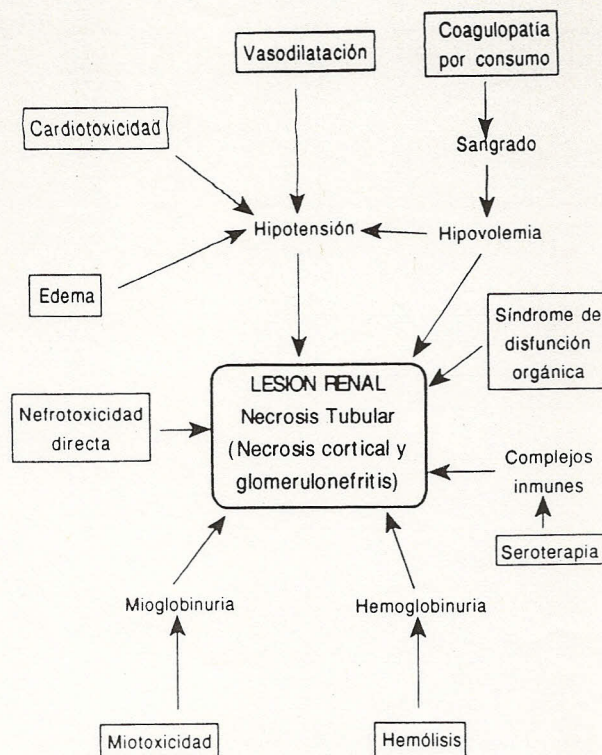 Coagulopatía
por consumo
Vasodilatación
Cardiotoxicidad
Sangrado
Hipotensión
Hipovolemia
Edema
Síndrome de
disfunción
orgánica
LESION RENAL
Necrosis Tubular
(Necrosis cortical y
glomerulonefritis)
Nefrotoxicidad
directa
Complejos
inmunes
Seroterapia
Mioglobinuria
Hemoglobinuria
Miotoxicidad
Hemólisis